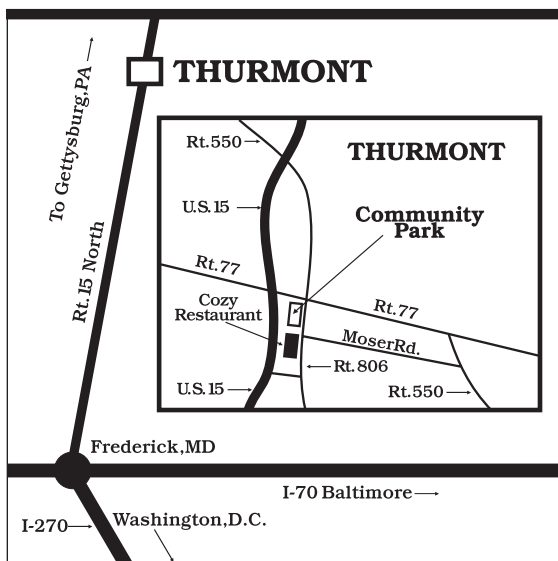 THURMONT
To Gettysburg,PA
Rt.550
THURMONT
U.S.15
Community
Park
Rt.15 North
Rt.77
Cozy
Restaurant
Rt.77
MoserRd.
Rt.806
U.S.15
Rt.550
Frederick,MD
I-70 Baltimore
I-270
Washington,D.C.